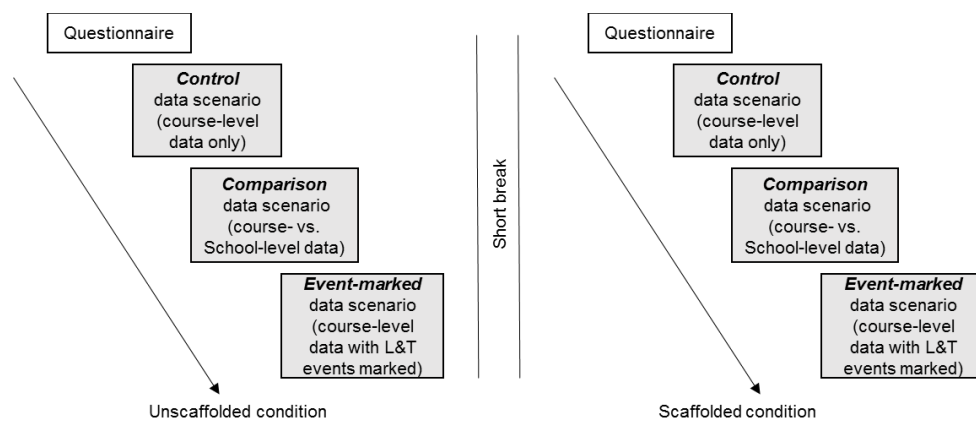 Questionnaire
Control
data scenario
(course-level
data only)
Comparison
data scenario
(course- vs.
School-level data)
Event-marked
data scenario
(course-level
data with L&T
events marked)
Unscaffolded condition
Short break
Questionnaire
Control
data scenario
(course-level
data only)
Comparison
data scenario
(course- vs.
School-level data)
Event-marked
data scenario
(course-level
data with L&T
events marked)
Scaffolded condition